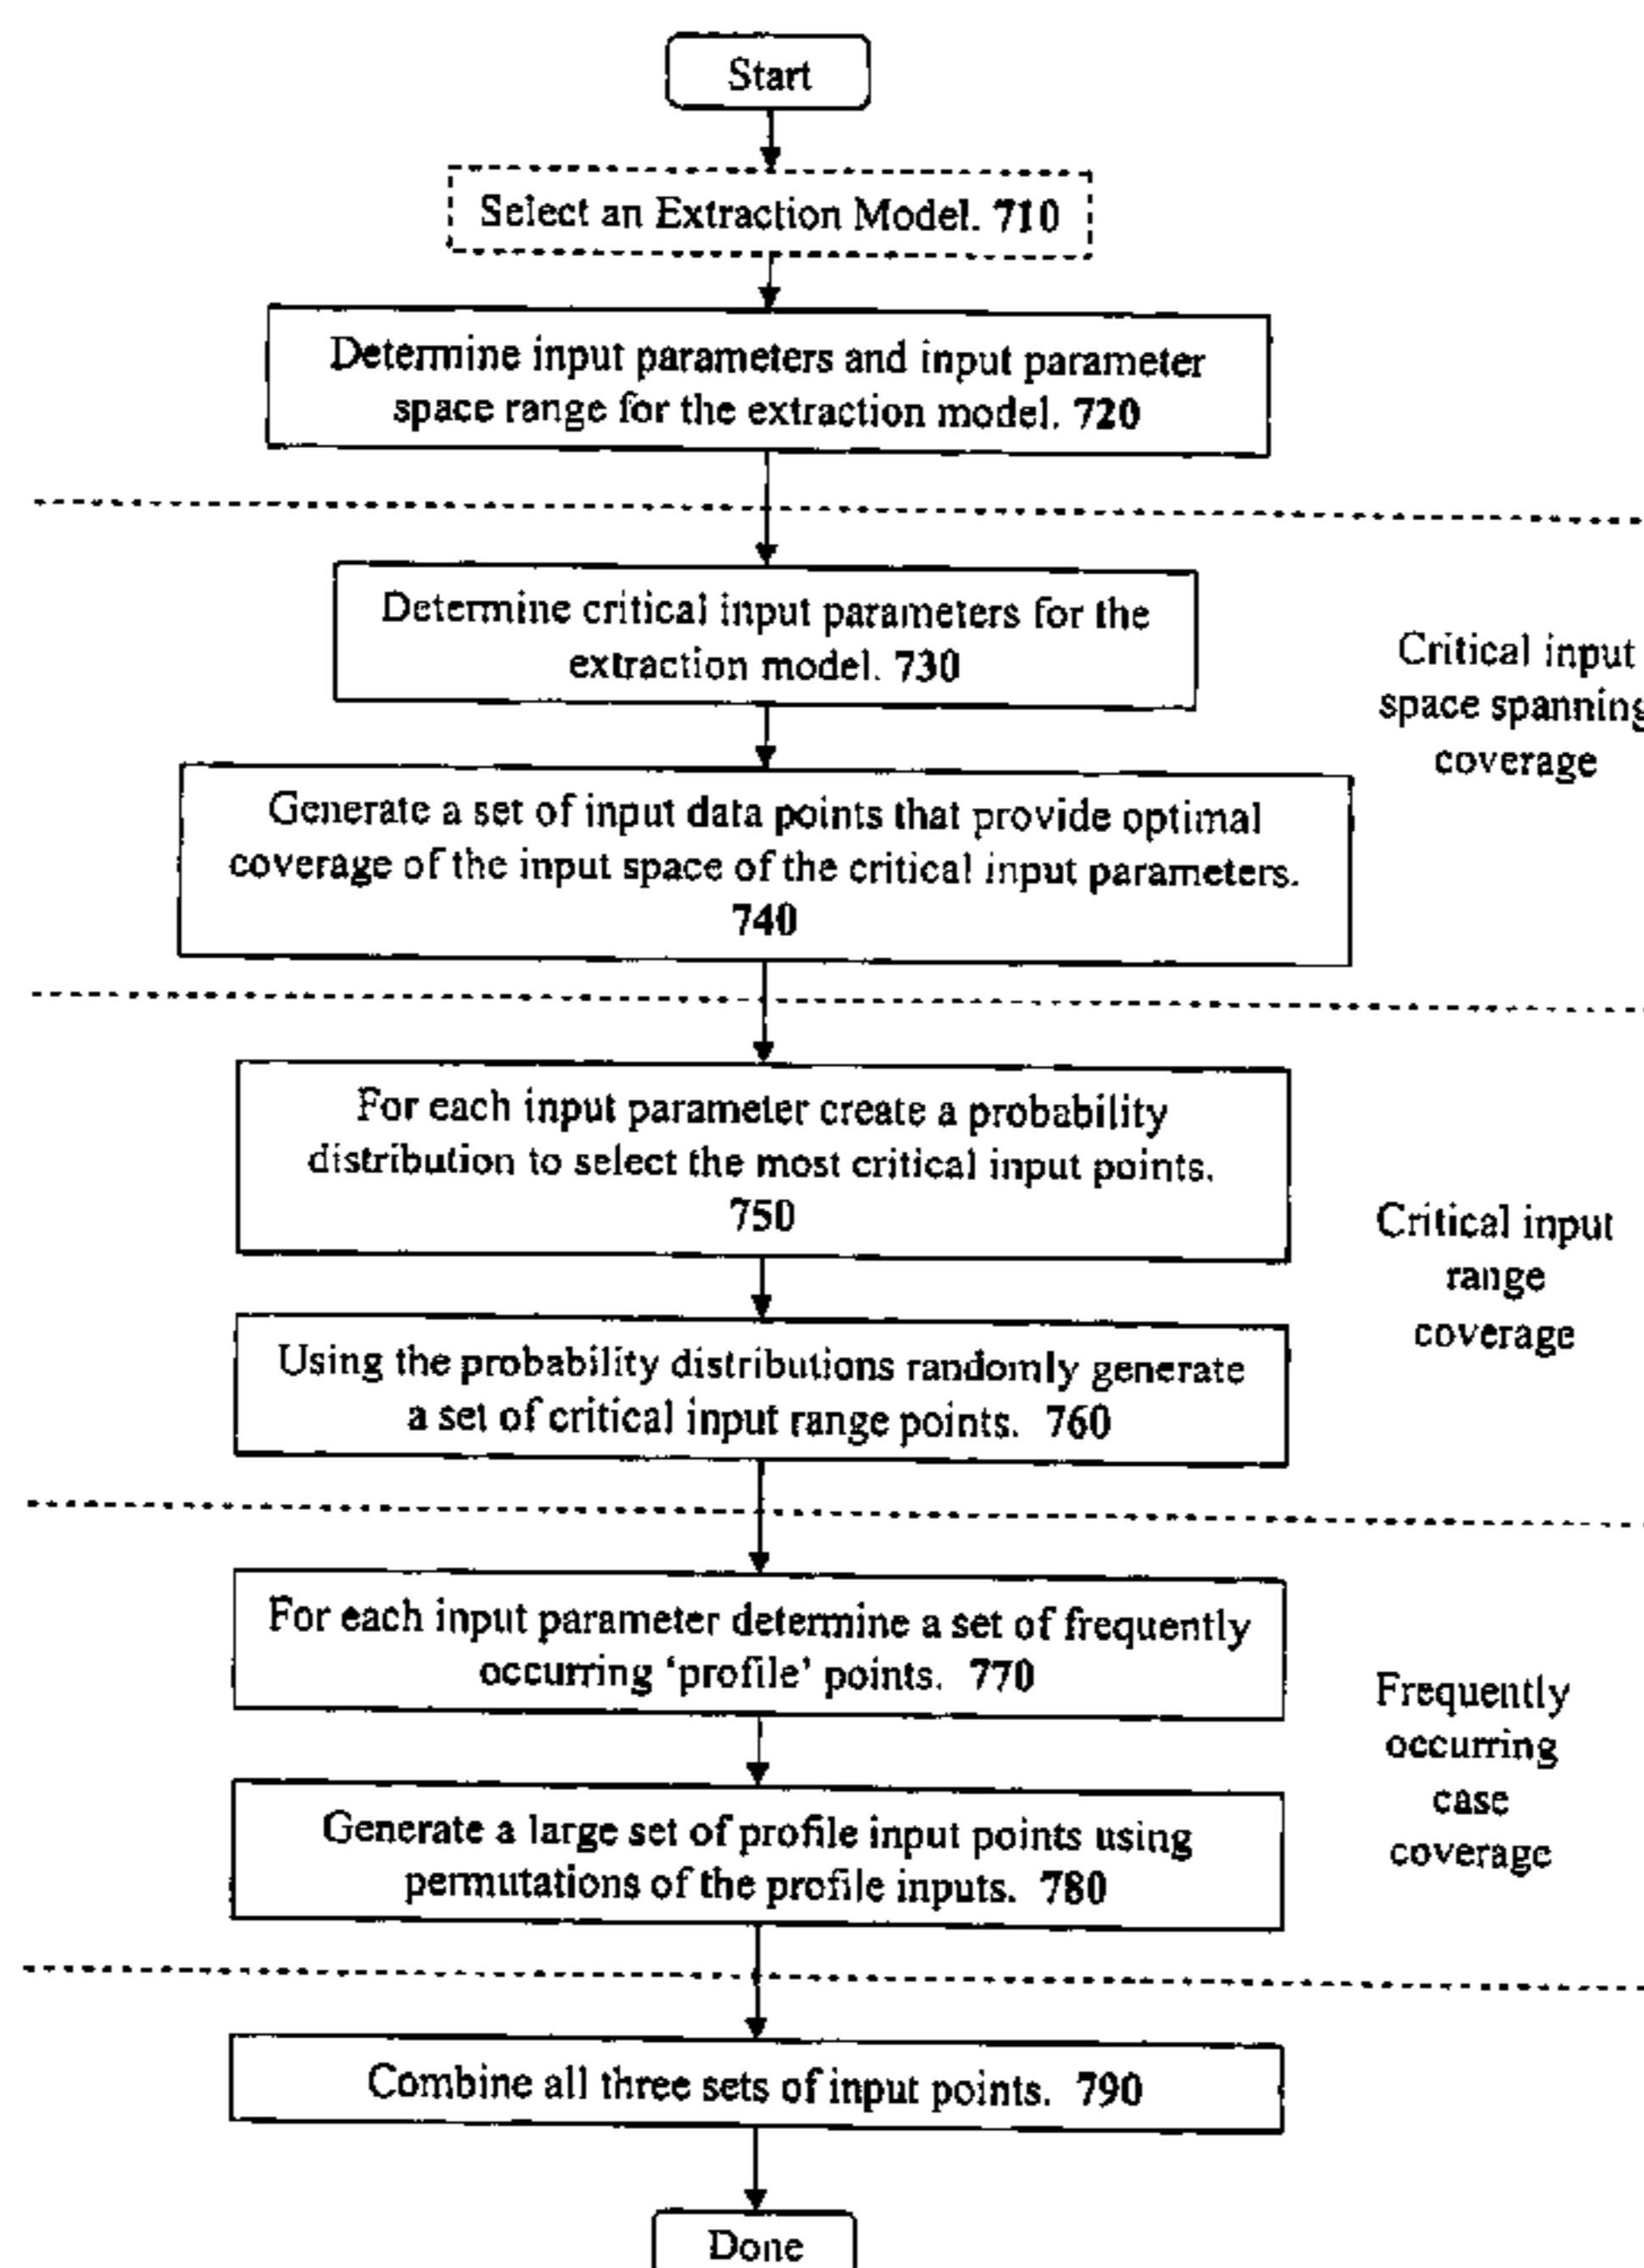 Start
Select an Extraction Model. 710
Determine input parameters and input parameter
space range for the extraction model. 720
Determine critical input parameters for the
extraction model. 730
Critical input
space spanning
coverage
Generate a set of input data points that provide optimal
coverage of the input space of the critical input parameters.
740
For each input parameter create a probability
distribution to select the most critical input points.
750
Critical input
range
coverage
Using the probability distributions randomly generate
a set of critical input range points. 760
For each input parameter determine a set of frequently
occurring ‘profile’ points. 770
Frequently
occurring
case
coverage
Generate a large set of profile input points using
permutations of the profile inputs. 780
Combine all three sets of input points. 790
Done